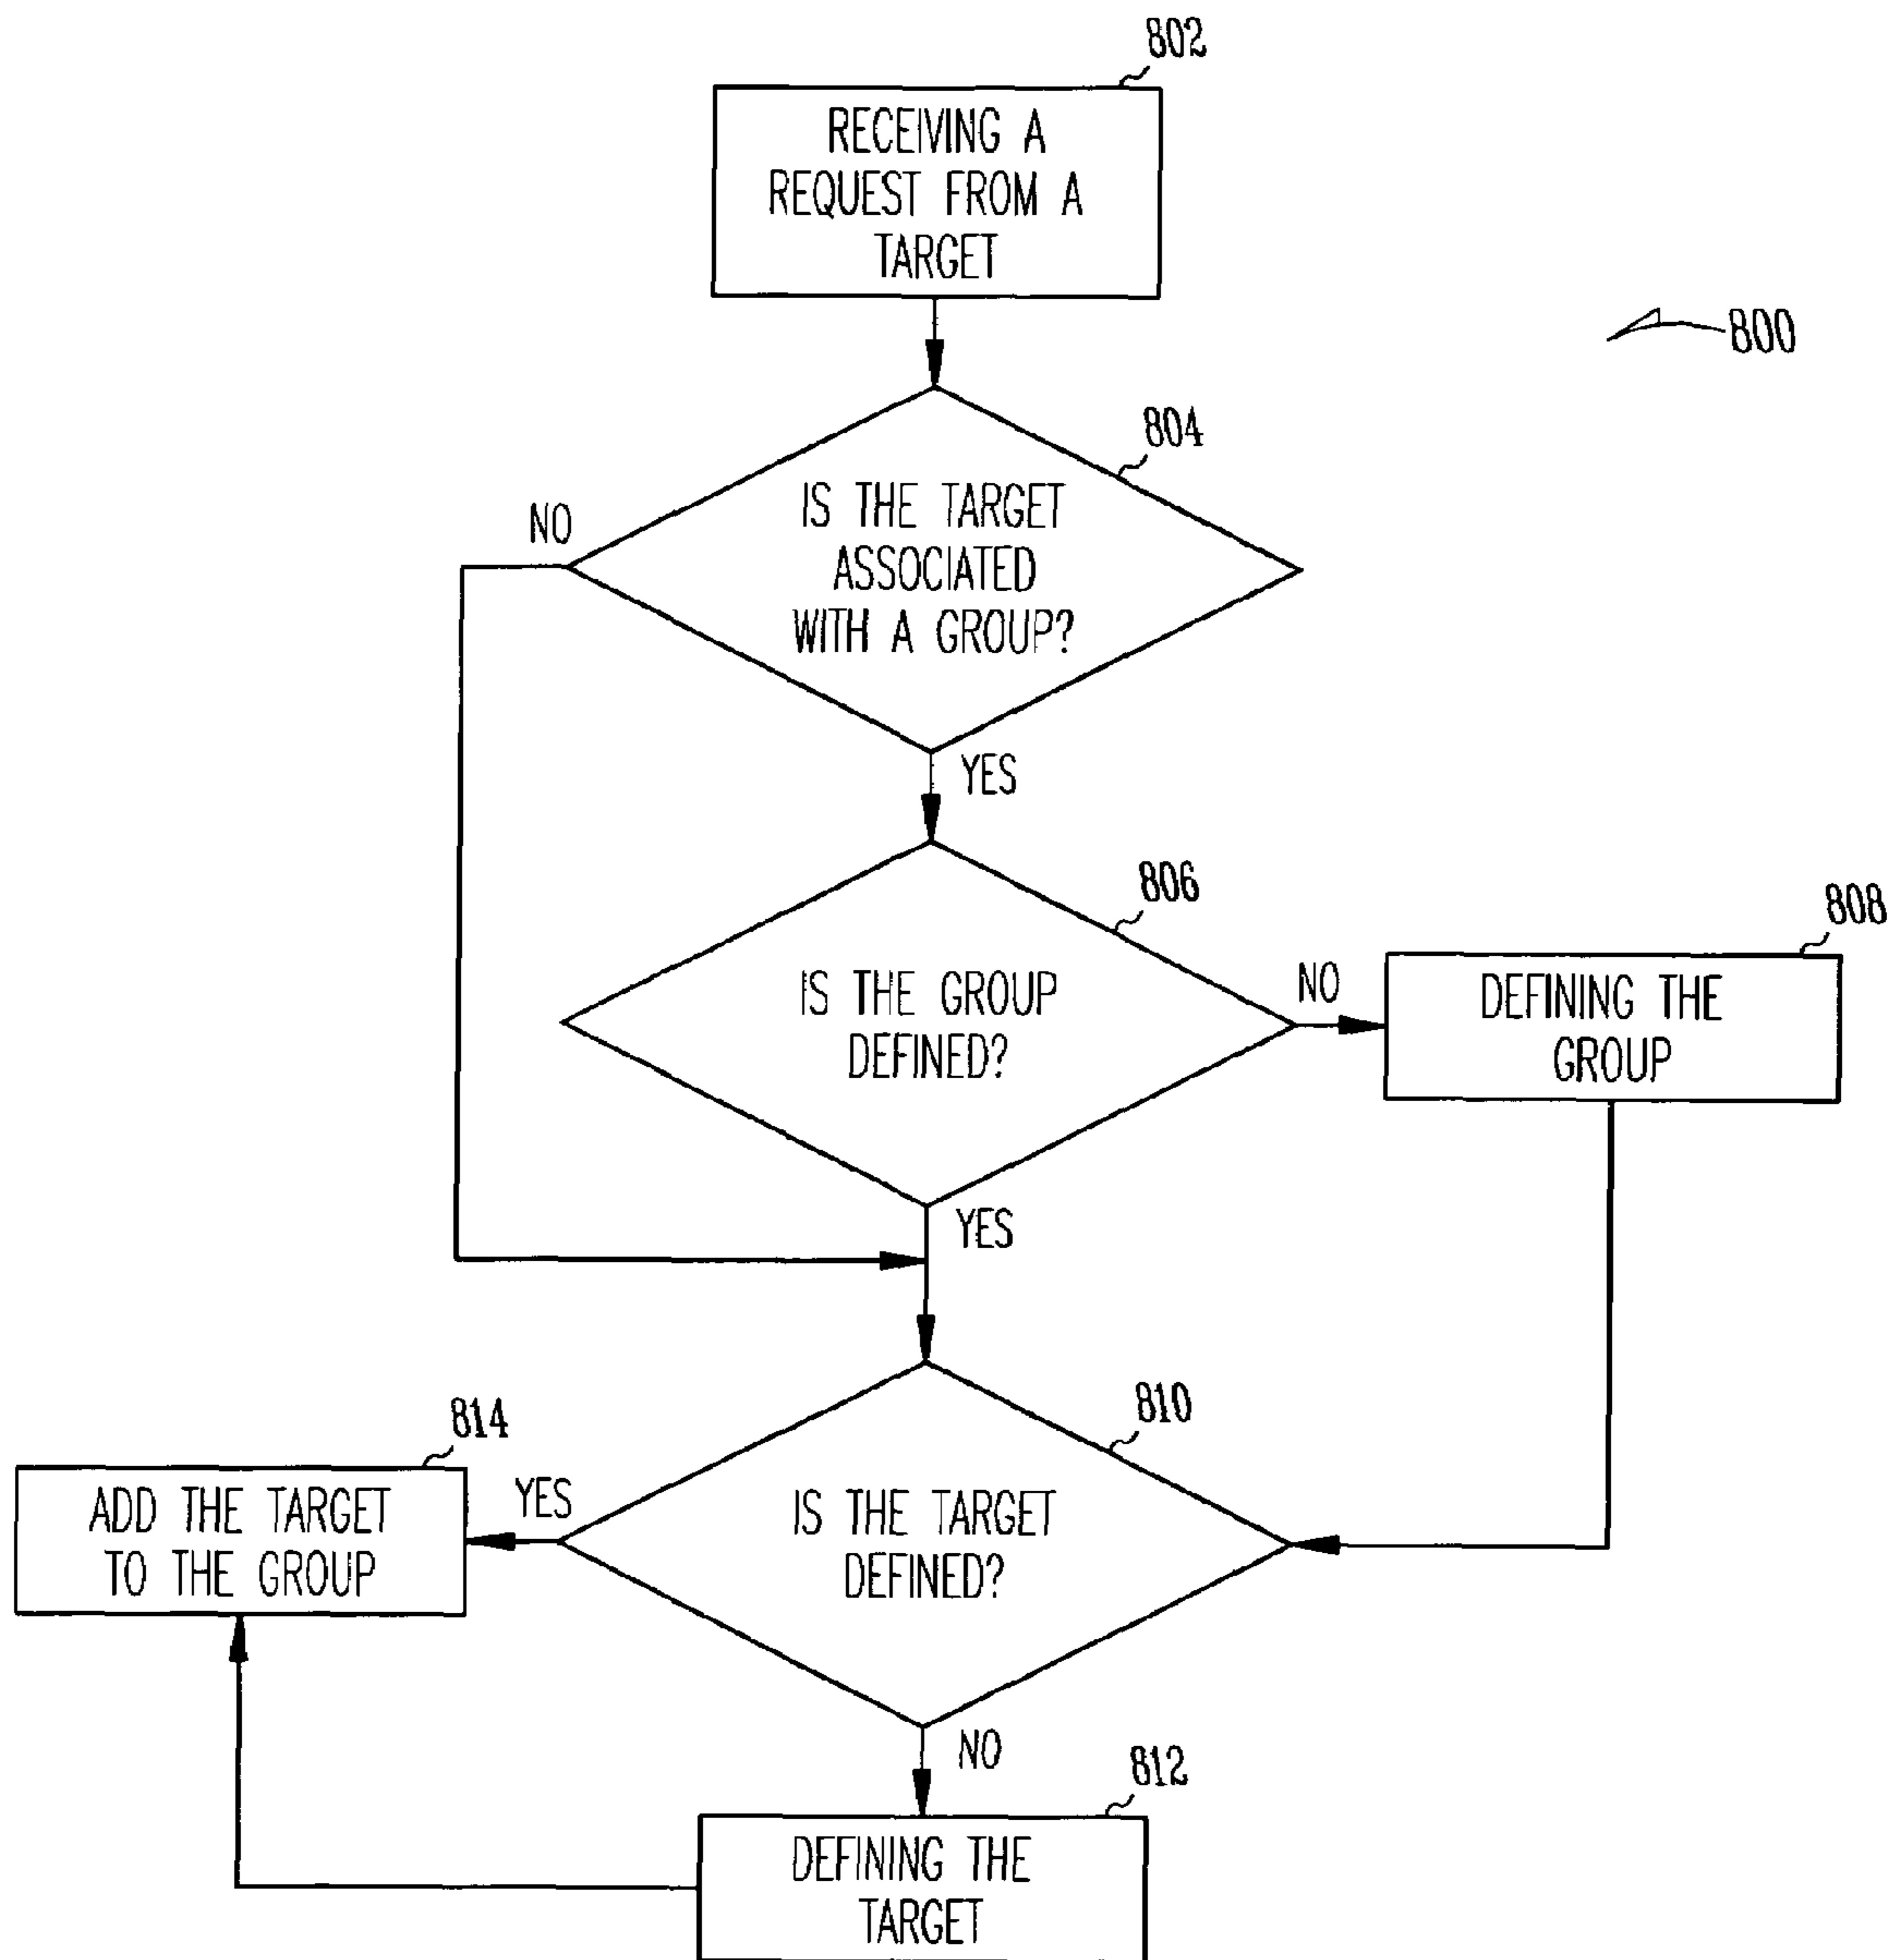 802
RECEIVING A
REQUEST FROM A
TARGET
800
804
NO
IS THE TARGET
ASSOCIATED
WITH A GROUP?
YES
806
808
IS THE GROUP
DEFINED?
NO
DEFINING THE
GROUP
YES
814
810
ADD THE TARGET
TO THE GROUP
YES
IS THE TARGET
DEFINED?
NO
812
DEFINING THE
TARGET